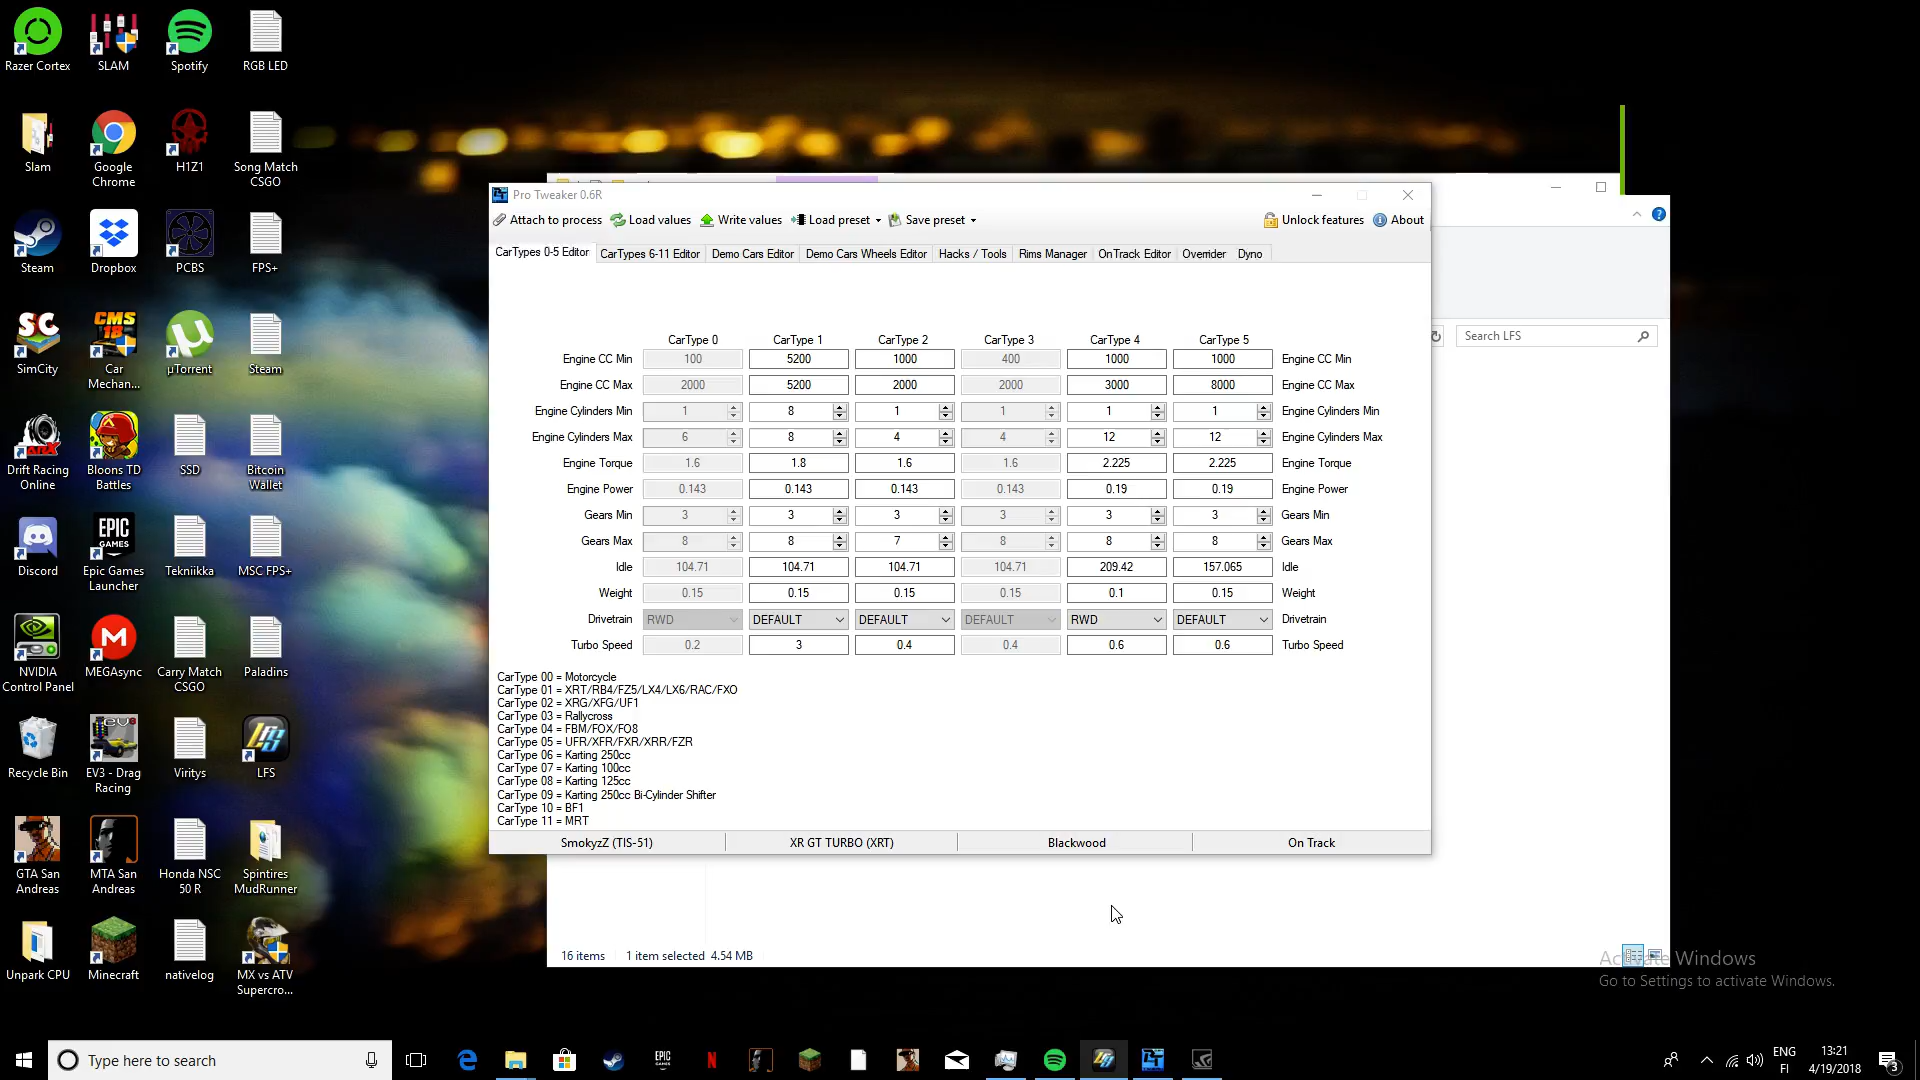 Razer Cortex
SLAM
Spotify
RGB LED
Slam
Google
Chrome
H1Z1
Song Match
CSGO
Steam
Dropbox
PCBS
FPS+
SimCity
Car
Mechan...
µTorrent
Steam
Drift Racing
Online
Bloons TD
Battles
SSD
Bitcoin
Wallet
Discord
Epic Games
Launcher
Tekniikka
MSC FPS+
NVIDIA
Control Panel
MEGAsync
Carry Match
CSGO
Paladins
Recycle Bin
EV3 - Drag
Racing
Viritys
LFS
GTA San
Andreas
MTA San
Andreas
Honda NSC
50 R
Spintires
MudRunner
Unpark CPU
Minecraft
nativelog
MX vs ATV
Supercro...
Pro Tweaker 0.6R
Attach to process Load values Write values Load preset Save preset Unlock features About
CarTypes 0-5 Editor CarTypes 6-11 Editor Demo Cars Editor Demo Cars Wheels Editor Hacks / Tools Rims Manager OnTrack Editor Overrider Dyno
CarType 0 CarType 1 CarType 2 CarType 3 CarType 4 CarType 5
Engine CC Min 100 5200 1000 400 1000 1000 Engine CC Min
Engine CC Max 2000 5200 2000 2000 3000 8000 Engine CC Max
Engine Cylinders Min 1 8 1 1 1 1 Engine Cylinders Min
Engine Cylinders Max 6 8 4 4 12 12 Engine Cylinders Max
Engine Torque 1.6 1.8 1.6 1.6 2.225 2.225 Engine Torque
Engine Power 0.143 0.143 0.143 0.143 0.19 0.19 Engine Power
Gears Min 3 3 3 3 3 3 Gears Min
Gears Max 8 8 7 8 8 8 Gears Max
Idle 104.71 104.71 104.71 104.71 209.42 157.065 Idle
Weight 0.15 0.15 0.15 0.15 0.1 0.15 Weight
Drivetrain RWD DEFAULT DEFAULT DEFAULT RWD DEFAULT Drivetrain
Turbo Speed 0.2 3 0.4 0.4 0.6 0.6 Turbo Speed
CarType 00 = Motorcycle
CarType 01 = XRT/RB4/FZ5/LX4/LX6/RAC/FXO
CarType 02 = XRG/XFG/UF1
CarType 03 = Rallycross
CarType 04 = FBM/FOX/FO8
CarType 05 = UFR/XFR/FXR/XRR/FZR
CarType 06 = Karting 250cc
CarType 07 = Karting 100cc
CarType 08 = Karting 125cc
CarType 09 = Karting 250cc Bi-Cylinder Shifter
CarType 10 = BF1
CarType 11 = MRT
SmokyzZ (TIS-51) XR GT TURBO (XRT) Blackwood On Track
Search LFS
16 items 1 item selected 4.54 MB
Activate Windows
Go to Settings to activate Windows.
Type here to search
ENG
FI
13:21
4/19/2018
3